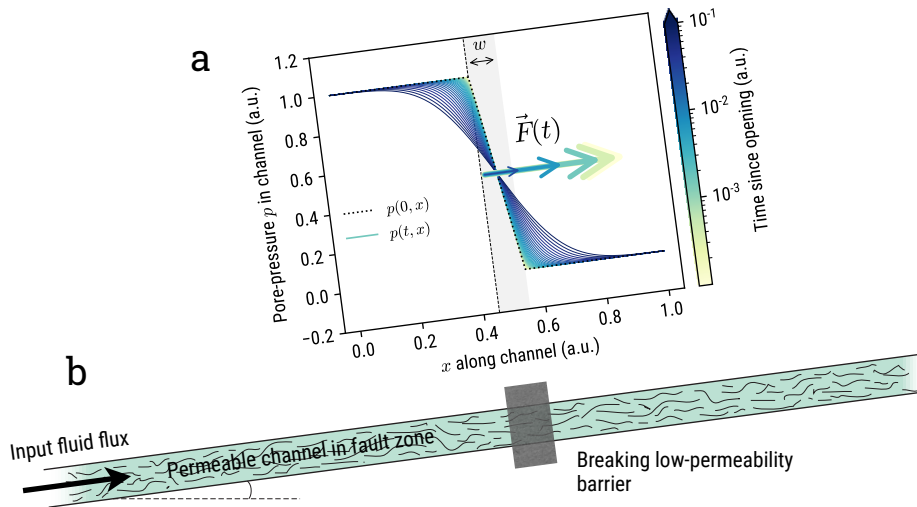 a
1.2
1.0
0.8
0.6
0.4
0.2
0.0
−0.2
Pore-pressure p in channel (a.u.)
w
F⃗(t)
p(0, x)
p(t, x)
0.0
0.2
0.4
0.6
0.8
1.0
x along channel (a.u.)
10⁻¹
10⁻²
10⁻³
Time since opening (a.u.)
b
Input fluid flux
Permeable channel in fault zone
Breaking low-permeability
barrier